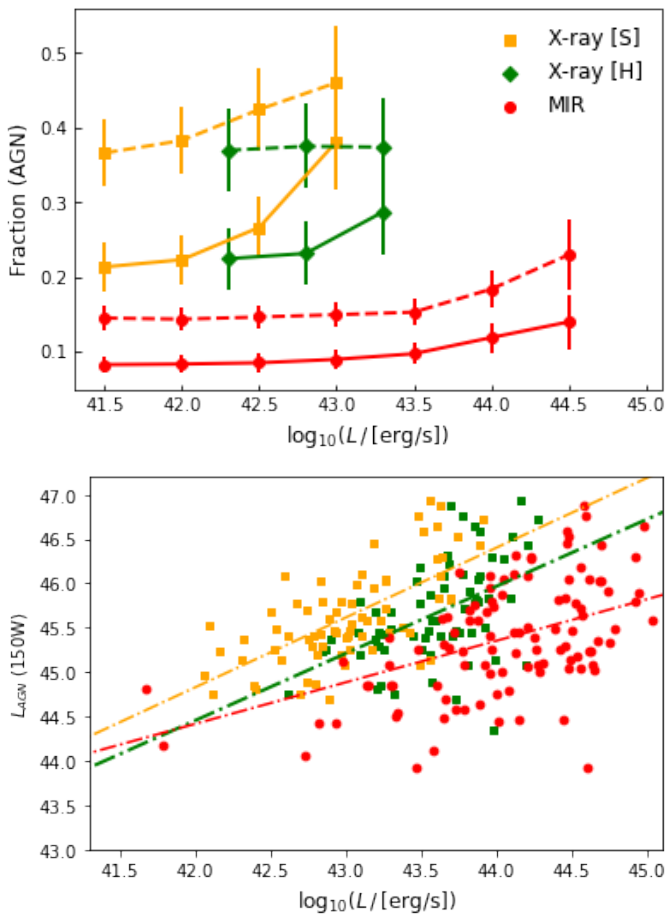 0.5
0.4
0.3
0.2
0.1
Fraction (AGN)
X-ray [S]
X-ray [H]
MIR
41.5 42.0 42.5 43.0 43.5 44.0 44.5 45.0
log₁₀(L/[erg/s])
47.0
46.5
46.0
45.5
45.0
44.5
44.0
43.5
43.0
L_AGN (150W)
41.5 42.0 42.5 43.0 43.5 44.0 44.5 45.0
log₁₀(L/[erg/s])